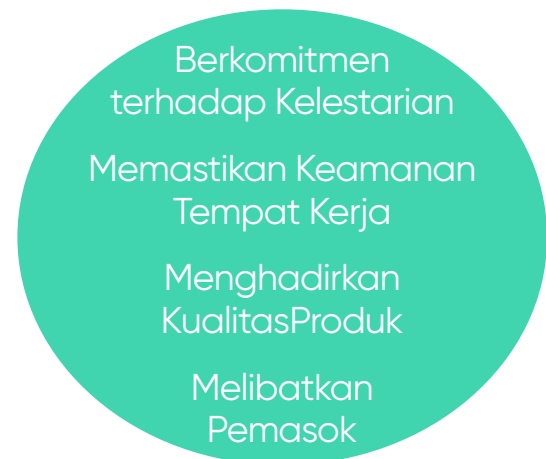 Berkomitmen
terhadap Kelestarian
Memastikan Keamanan
Tempat Kerja
Menghadirkan
KualitasProduk
Melibatkan
Pemasok